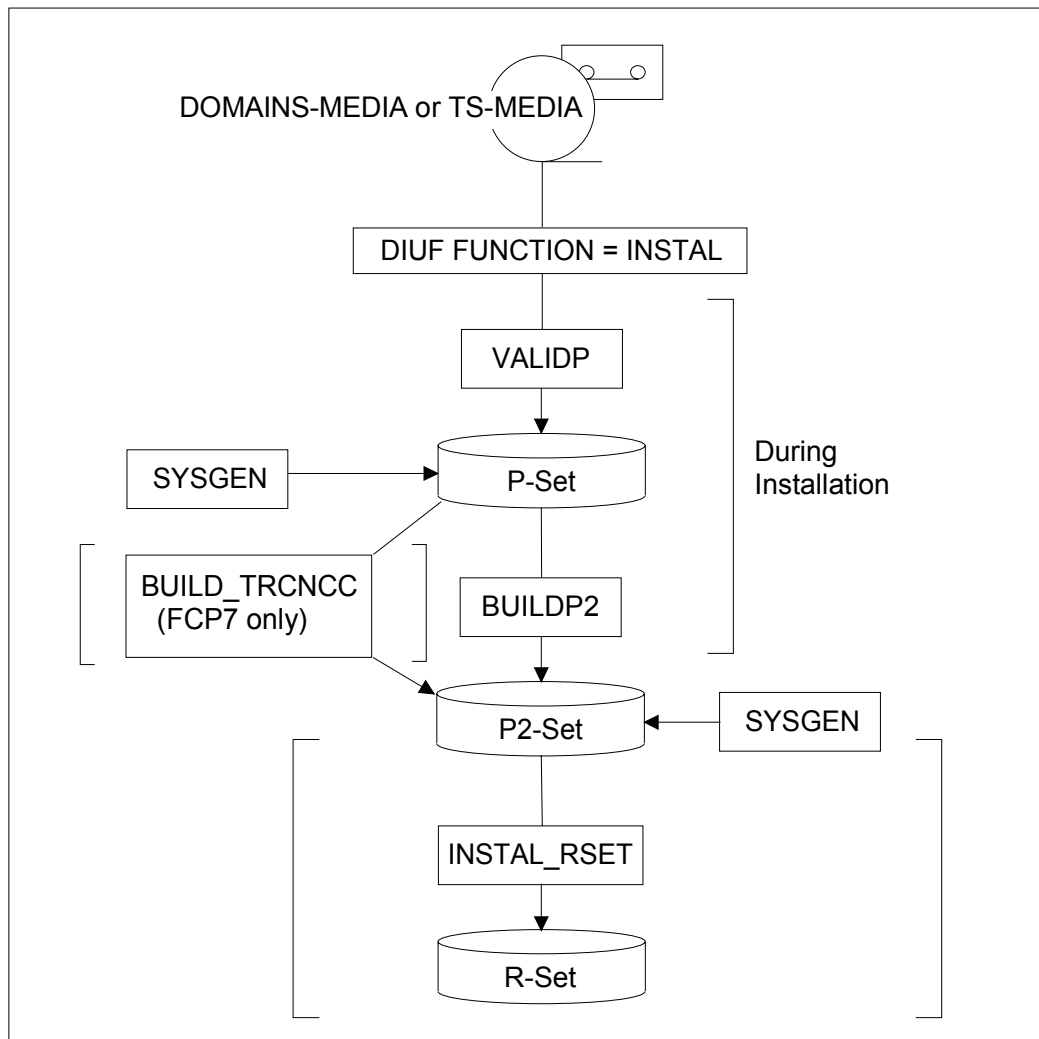 DOMAINS-MEDIA or TS-MEDIA
DIUF FUNCTION = INSTAL
VALIDP
During
Installation
SYSGEN
P-Set
BUILD_TRCNCC
(FCP7 only)
BUILDP2
P2-Set
SYSGEN
INSTAL_RSET
R-Set